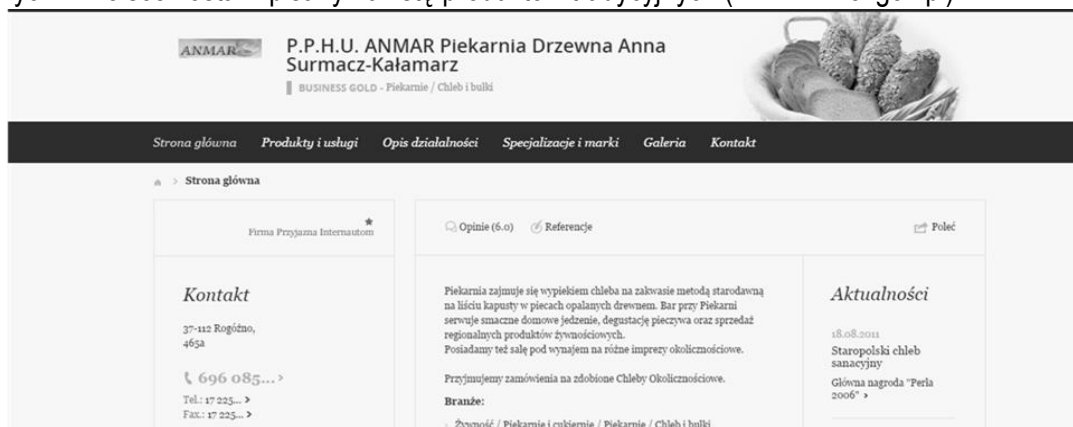 ANMAR
P.P.H.U. ANMAR Piekarnia Drzewna Anna
Surmacz-Kałamarz
BUSINESS GOLD - Piekarnie / Chleb i bulki
Strona główna Produkty i usługi Opis działalności Specjalizacje i marki Galeria Kontakt
> Strona główna
Firma Przyjazna Internautom
Opinie (6.0) Referencje Poleć
Kontakt
37-112 Rogóżno,
465a
696 085... >
Tel.: 17 225... >
Fax.: 17 225... >
Piekarnia zajmuje się wypiekiem chleba na zakwasie metodą starodawną
na liściu kapusty w piecach opalanych drewnem. Bar przy Piekarni
serwuje smaczne domowe jedzenie, degustację pieczywa oraz sprzedaż
regionalnych produktów żywnościowych.
Posiadamy też salę pod wynajem na różne imprezy okolicznościowe.
Przyjmujemy zamówienia na zdobione Chleby Okolicznościowe.
Branże:
Żywność / Piekarnie i cukiernie / Piekarnie / Chleb i bulki
Aktualności
18.08.2011
Staropolski chleb
sanacyjny
Główna nagroda "Perła
2006" >